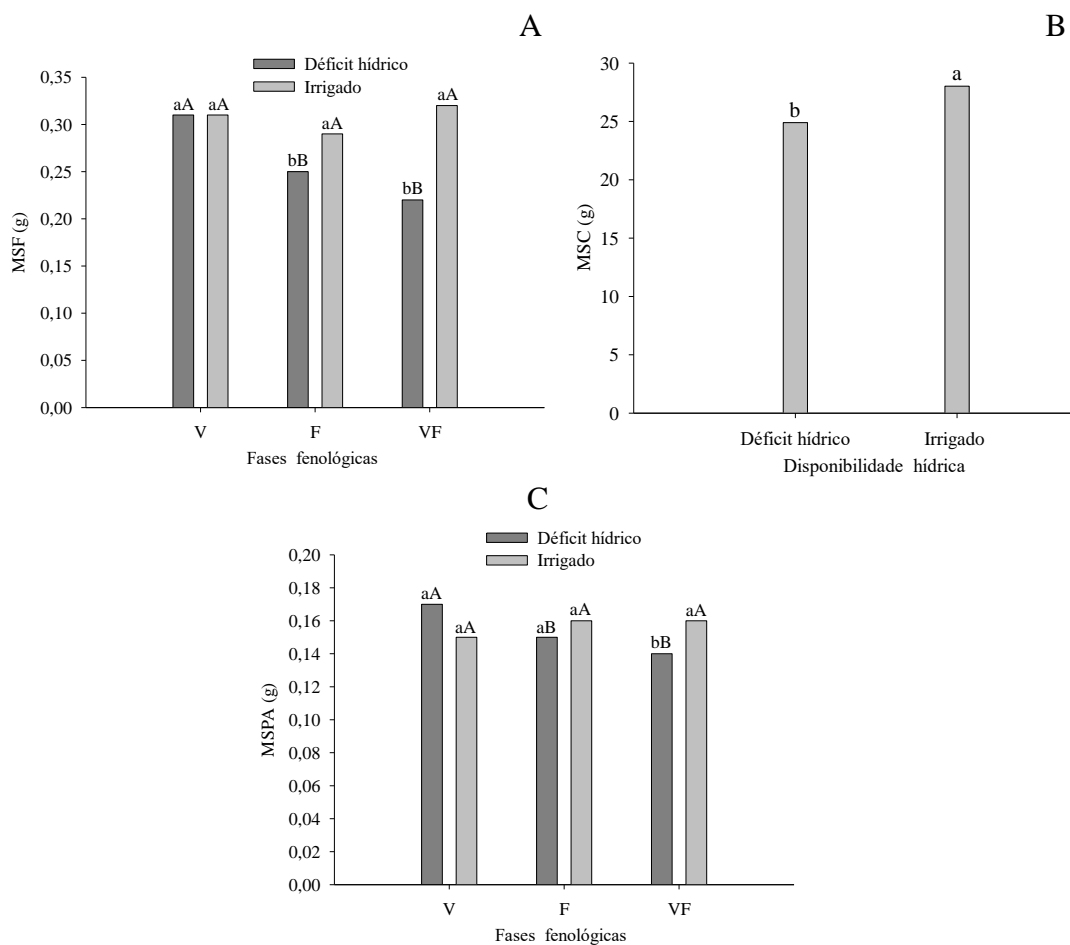 A
Déficit hídrico
Irrigado
0,35
0,30
0,25
0,20
0,15
0,10
0,05
0,00
MSF (g)
aA aA
bB aA
bB aA
V F VF
Fases fenológicas
B
30
25
20
15
10
5
0
MSC (g)
b a
Déficit hídrico Irrigado
Disponibilidade hídrica
C
Déficit hídrico
Irrigado
0,20
0,18
0,16
0,14
0,12
0,10
0,08
0,06
0,04
0,02
0,00
MSPA (g)
aA aA
aB aA
bB aA
V F VF
Fases fenológicas